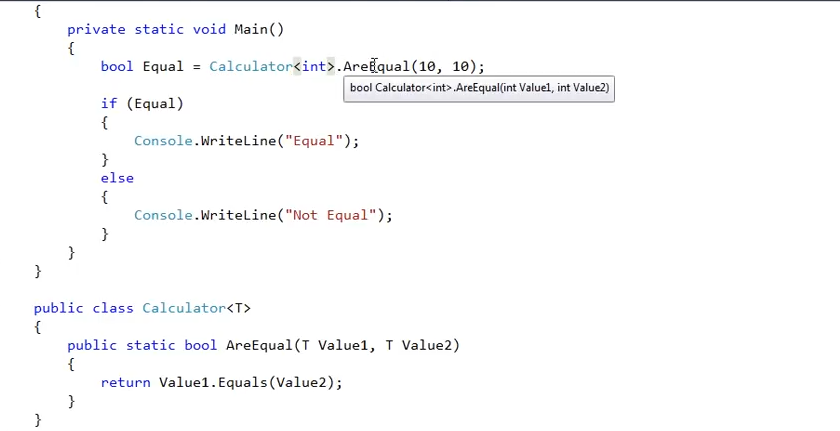 {
private static void Main()
{
bool Equal = Calculator<int>.AreEqual(10, 10);
bool Calculator<int>.AreEqual(int Value1, int Value2)
if (Equal)
{
Console.WriteLine("Equal");
}
else
{
Console.WriteLine("Not Equal");
}
}
}
public class Calculator<T>
{
public static bool AreEqual(T Value1, T Value2)
{
return Value1.Equals(Value2);
}
}